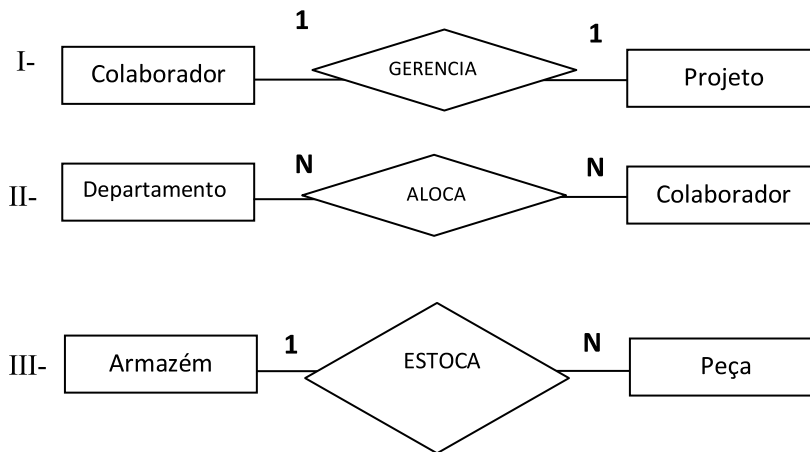 1 1
I- Colaborador GERENCIA Projeto
N N
II- Departamento ALOCA Colaborador
1 N
III- Armazém ESTOCA Peça